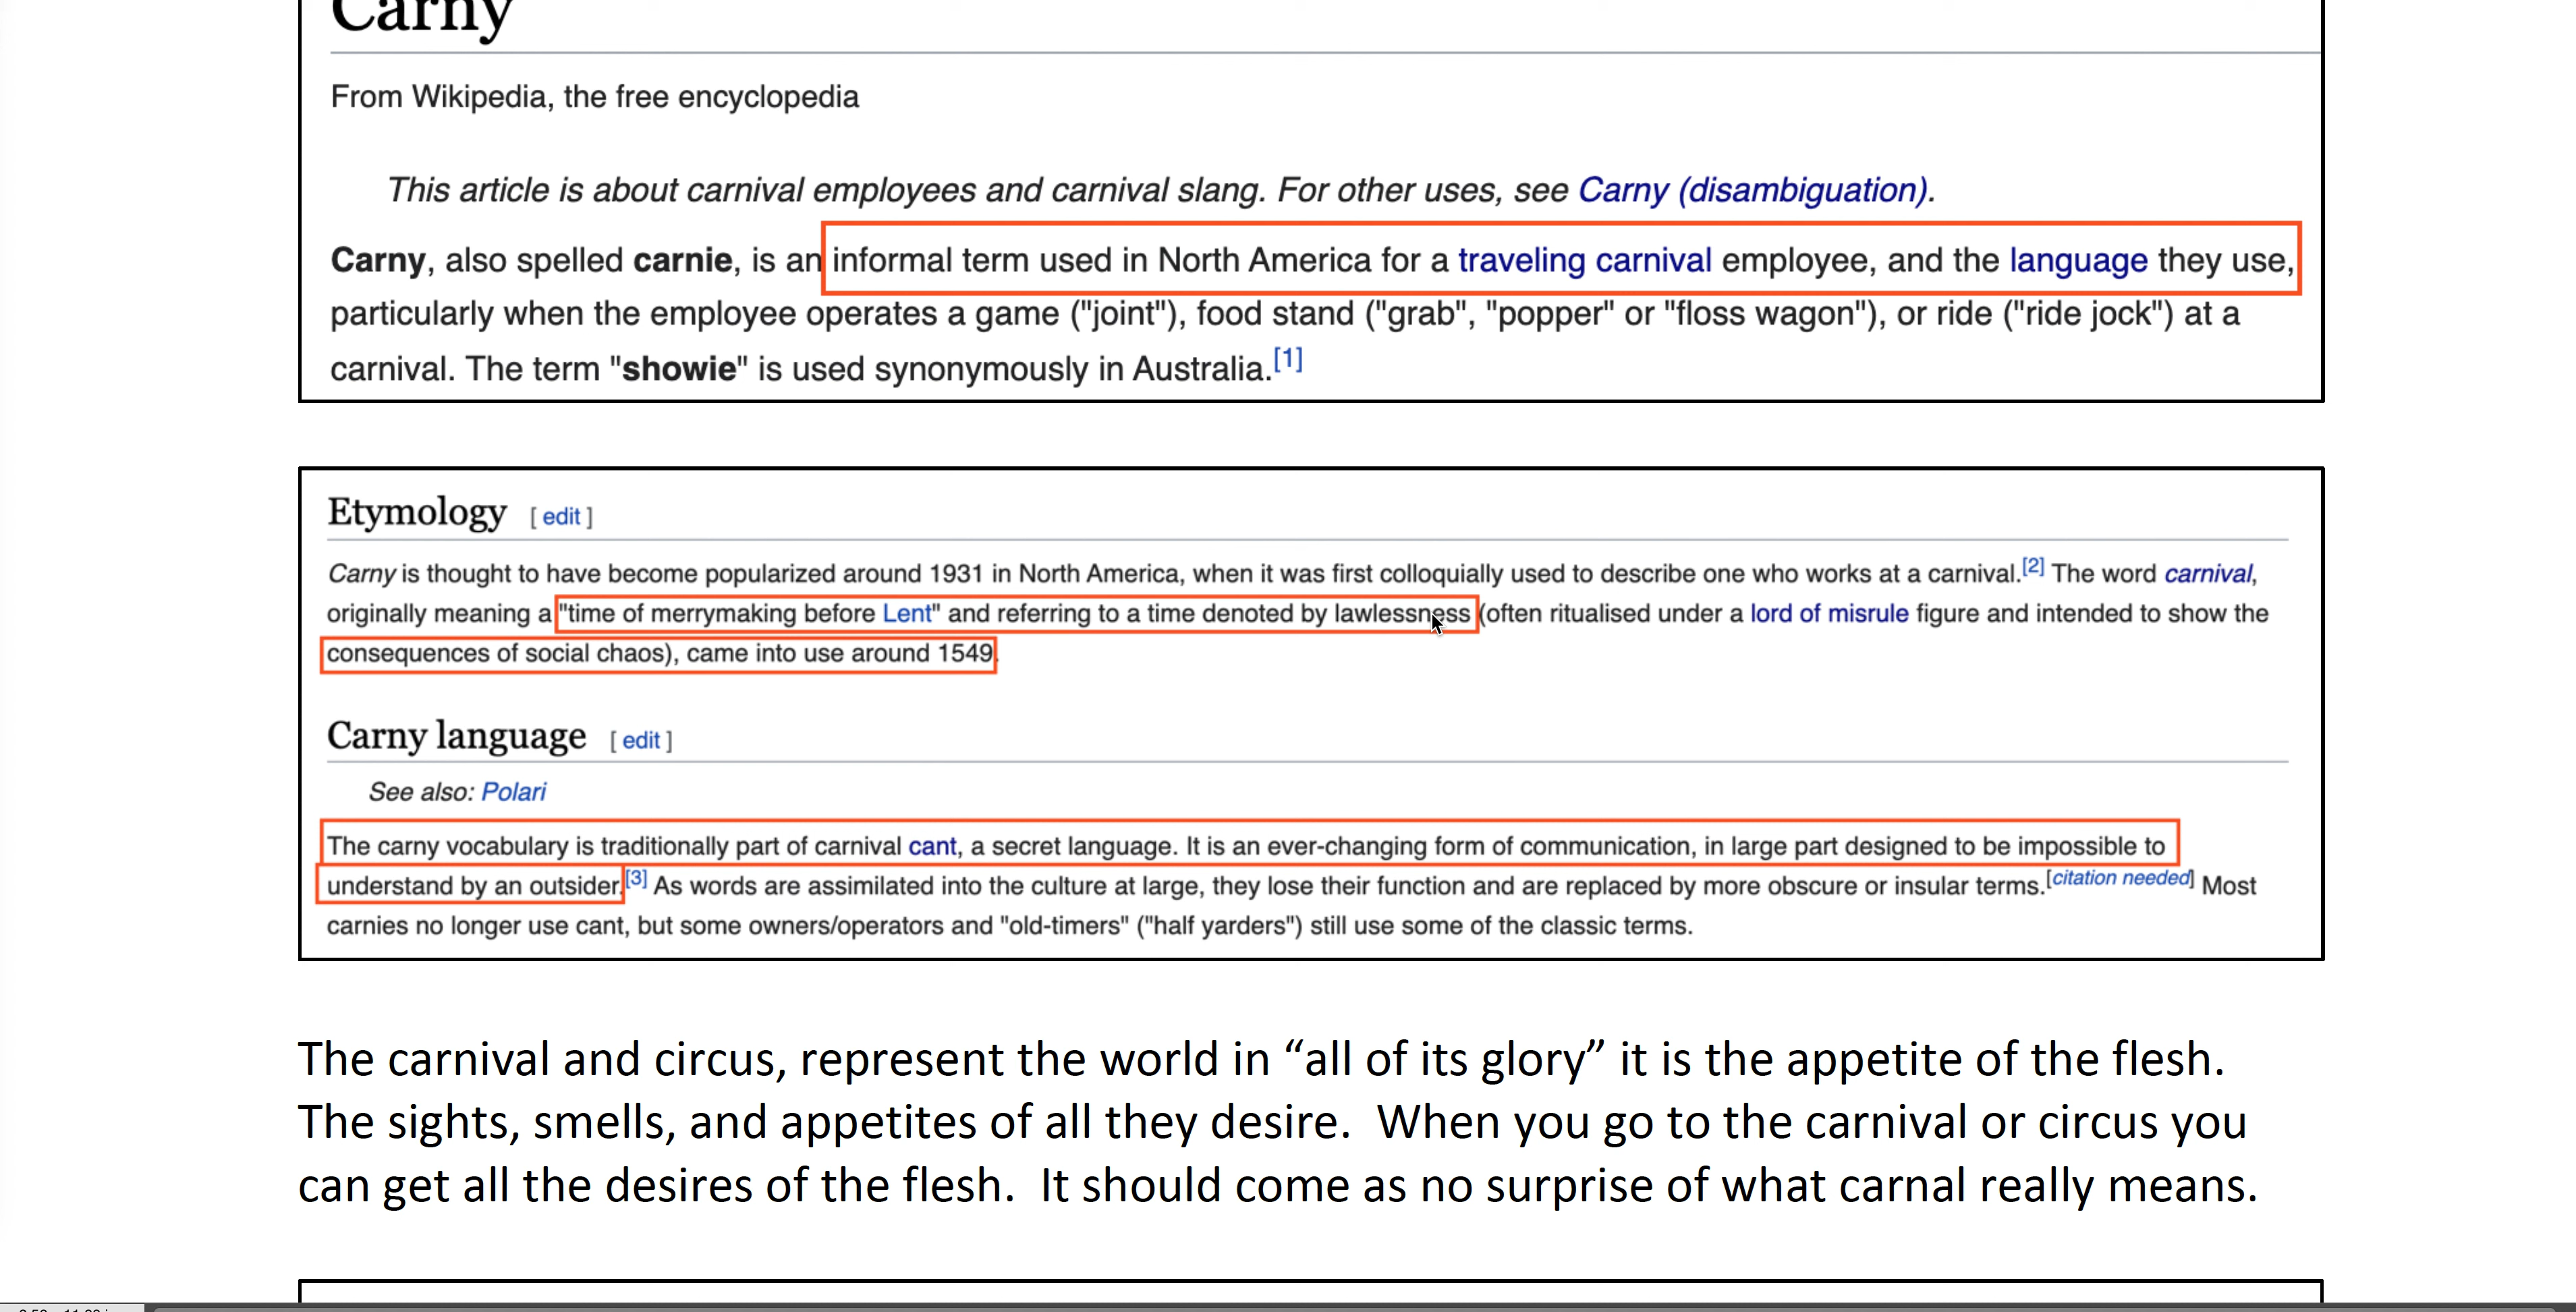 Carny
From Wikipedia, the free encyclopedia
This article is about carnival employees and carnival slang. For other uses, see Carny (disambiguation).
Carny, also spelled carnie, is an informal term used in North America for a traveling carnival employee, and the language they use,
particularly when the employee operates a game ("joint"), food stand ("grab", "popper" or "floss wagon"), or ride ("ride jock") at a
carnival. The term "showie" is used synonymously in Australia.[1]
Etymology [ edit ]
Carny is thought to have become popularized around 1931 in North America, when it was first colloquially used to describe one who works at a carnival.[2] The word carnival,
originally meaning a "time of merrymaking before Lent" and referring to a time denoted by lawlessness (often ritualised under a lord of misrule figure and intended to show the
consequences of social chaos), came into use around 1549.
Carny language [ edit ]
See also: Polari
The carny vocabulary is traditionally part of carnival cant, a secret language. It is an ever-changing form of communication, in large part designed to be impossible to
understand by an outsider.[3] As words are assimilated into the culture at large, they lose their function and are replaced by more obscure or insular terms.[citation needed] Most
carnies no longer use cant, but some owners/operators and "old-timers" ("half yarders") still use some of the classic terms.
The carnival and circus, represent the world in “all of its glory” it is the appetite of the flesh.
The sights, smells, and appetites of all they desire.  When you go to the carnival or circus you
can get all the desires of the flesh.  It should come as no surprise of what carnal really means.